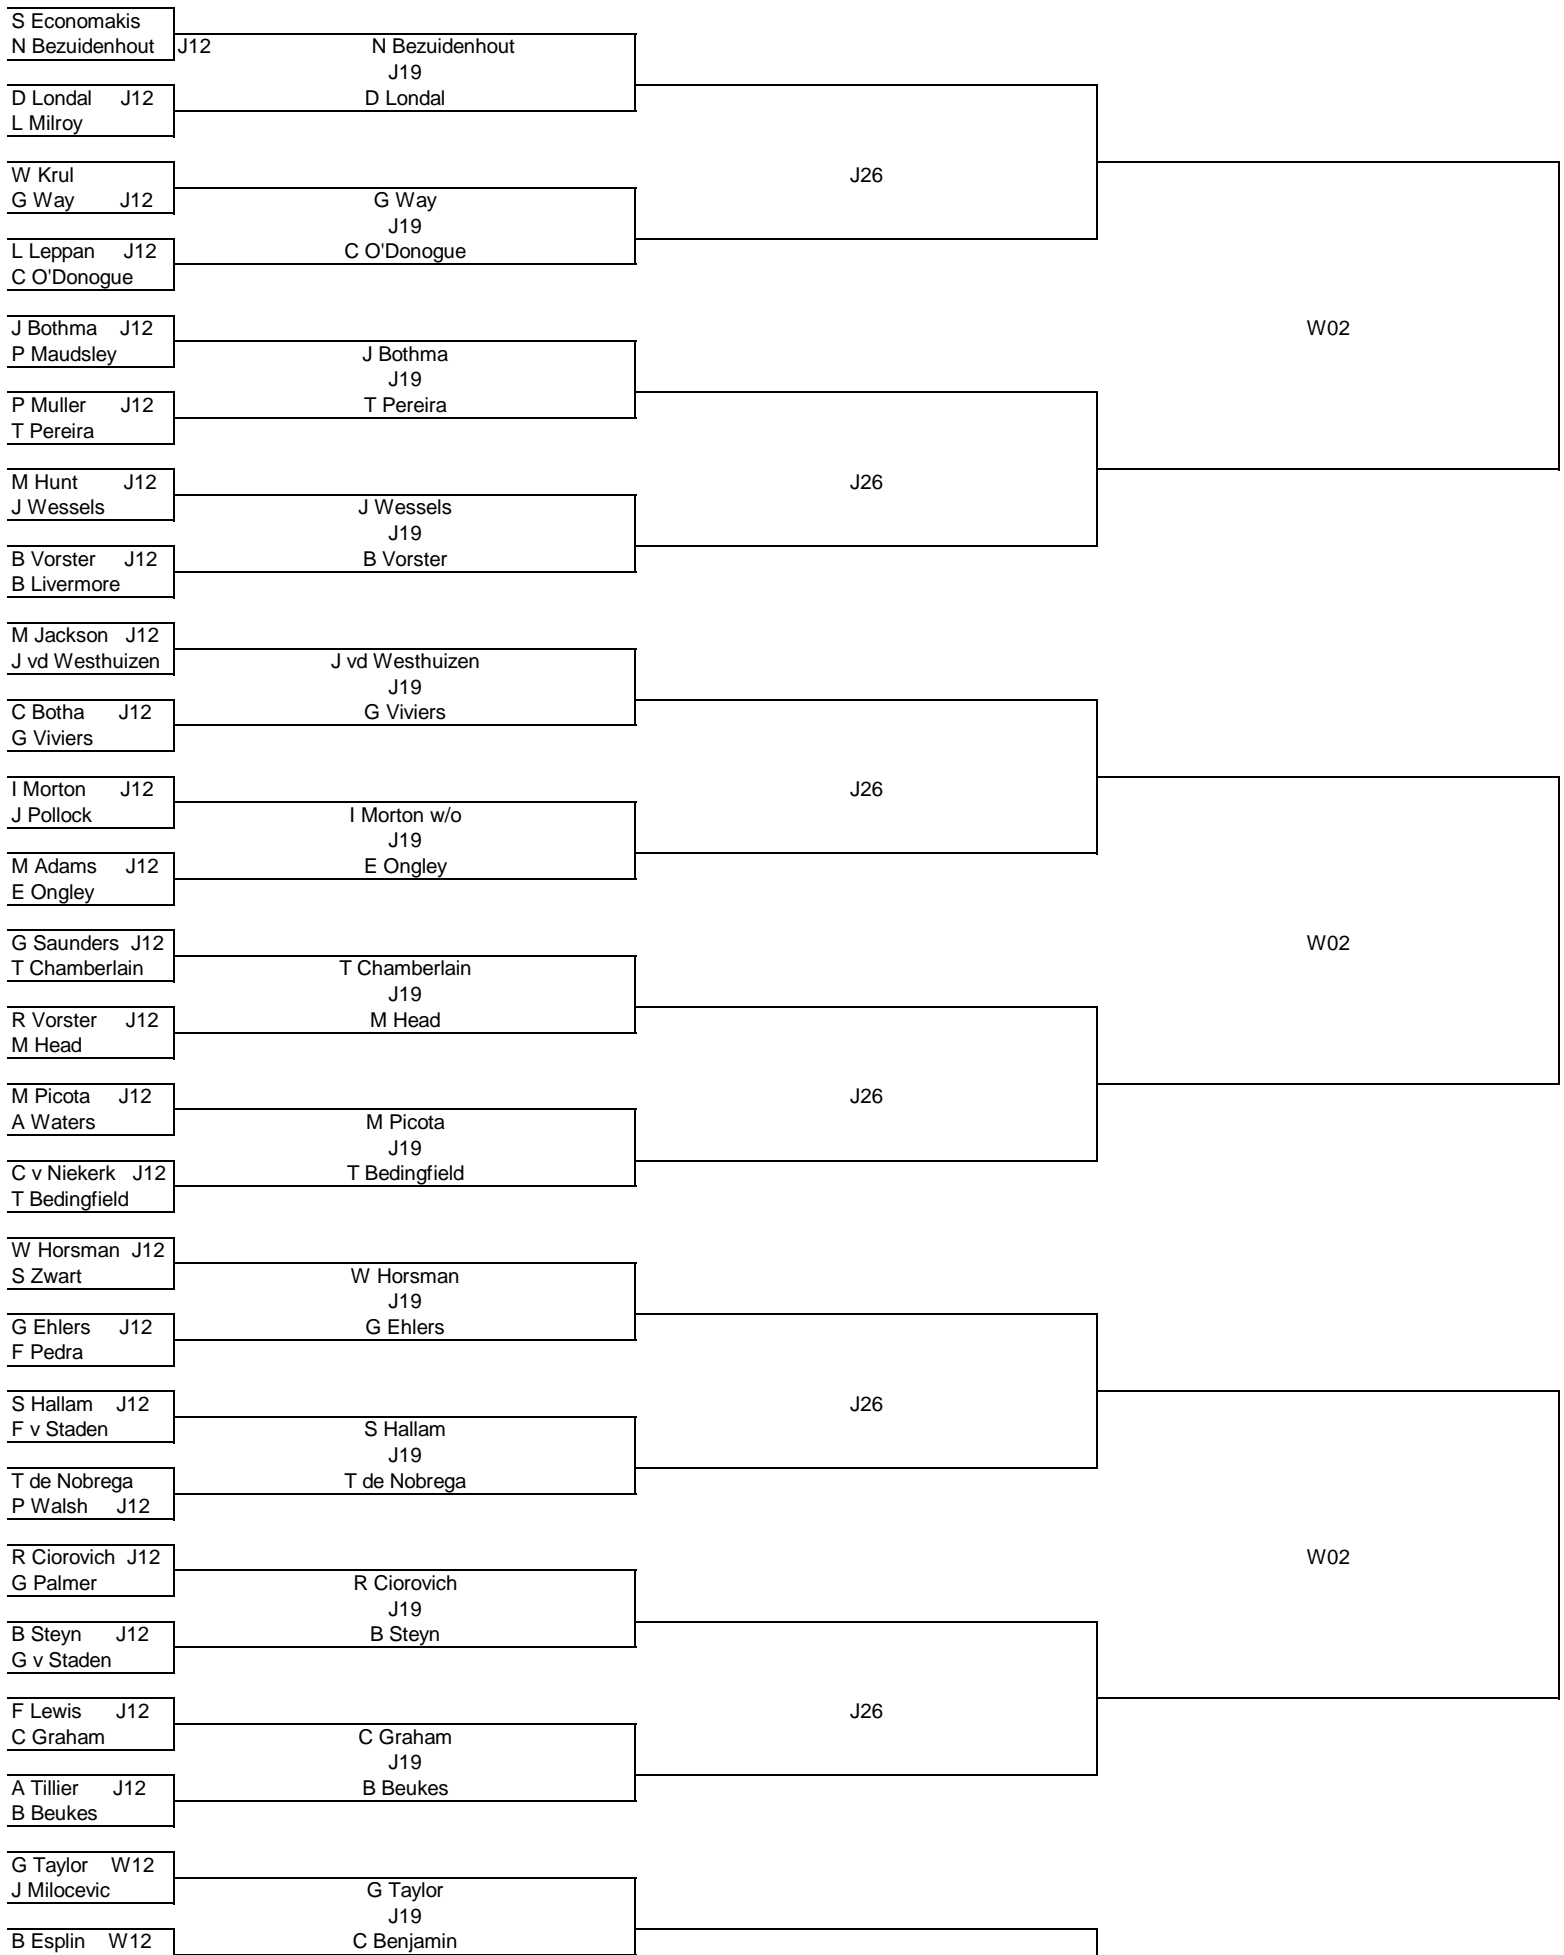 S Economakis
N Bezuidenhout J12
N Bezuidenhout
J19
D Londal
D Londal J12
L Milroy
W Krul
G Way J12
G Way
J19
C O'Donogue
L Leppan J12
C O'Donogue
J26
J Bothma J12
P Maudsley
J Bothma
J19
T Pereira
P Muller J12
T Pereira
W02
M Hunt J12
J Wessels
J Wessels
J19
B Vorster
B Vorster J12
B Livermore
J26
M Jackson J12
J vd Westhuizen
J vd Westhuizen
J19
G Viviers
C Botha J12
G Viviers
I Morton J12
J Pollock
I Morton w/o
J19
E Ongley
M Adams J12
E Ongley
J26
G Saunders J12
T Chamberlain
T Chamberlain
J19
M Head
R Vorster J12
M Head
W02
M Picota J12
A Waters
M Picota
J19
T Bedingfield
C v Niekerk J12
T Bedingfield
J26
W Horsman J12
S Zwart
W Horsman
J19
G Ehlers
G Ehlers J12
F Pedra
S Hallam J12
F v Staden
S Hallam
J19
T de Nobrega
T de Nobrega
P Walsh J12
J26
R Ciorovich J12
G Palmer
R Ciorovich
J19
B Steyn
B Steyn J12
G v Staden
W02
F Lewis J12
C Graham
C Graham
J19
B Beukes
A Tillier J12
B Beukes
J26
G Taylor W12
J Milocevic
G Taylor
J19
C Benjamin
B Esplin W12